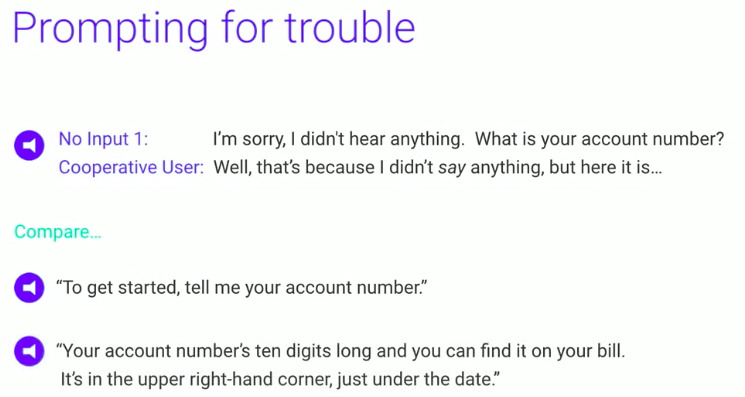 Prompting for trouble
No Input 1: I'm sorry, I didn't hear anything. What is your account number?
Cooperative User: Well, that's because I didn't say anything, but here it is...
Compare...
“To get started, tell me your account number.”
“Your account number's ten digits long and you can find it on your bill.
It's in the upper right-hand corner, just under the date.”